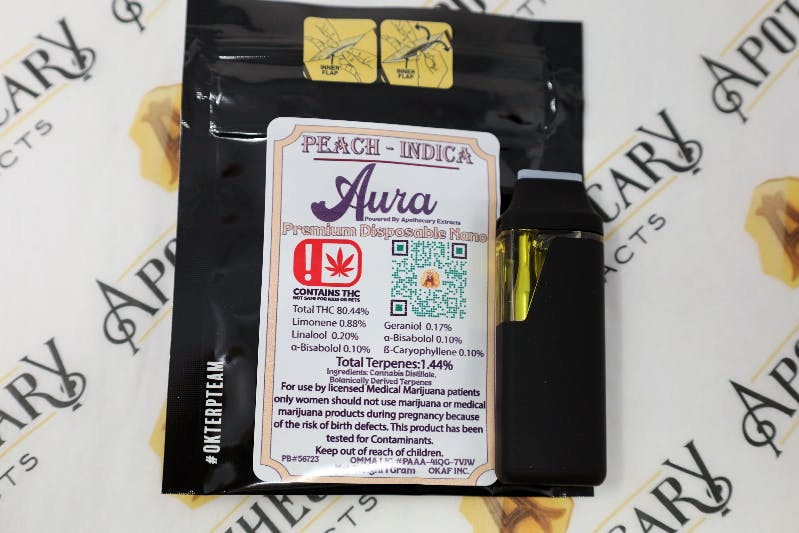 INNER
FLAP
INNER
FLAP
PEACH - INDICA
Aura
Powered By Apothecary Extracts
Premium Disposable Nano
CONTAINS THC
NOT SAFE FOR KIDS OR PETS
Total THC 80.44%
Limonene 0.88%
Linalool 0.20%
α-Bisabolol 0.10%
Geraniol 0.17%
α-Bisabolol 0.10%
ß-Caryophyllene 0.10%
Total Terpenes:1.44%
Ingredients: Cannabis Distillate,
Botanically Derived Terpenes
For use by licensed Medical Marijuana patients
only women should not use marijuana or medical
marijuana products during pregnancy because
of the risk of birth defects. This product has been
tested for Contaminants.
Keep out of reach of children.
PB#56723
OKAF INC.
#OKTERPTEAM
APOTHECARY